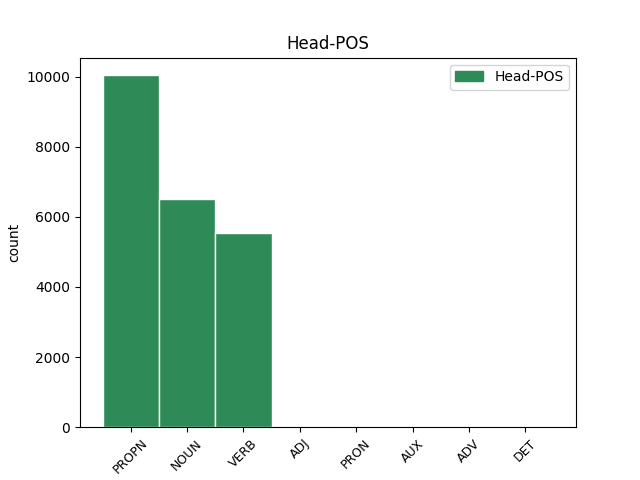 Head-POS
Head-POS
count
10000
8000
6000
4000
2000
0
PROPN
NOUN
VERB
ADJ
PRON
AUX
ADV
DET